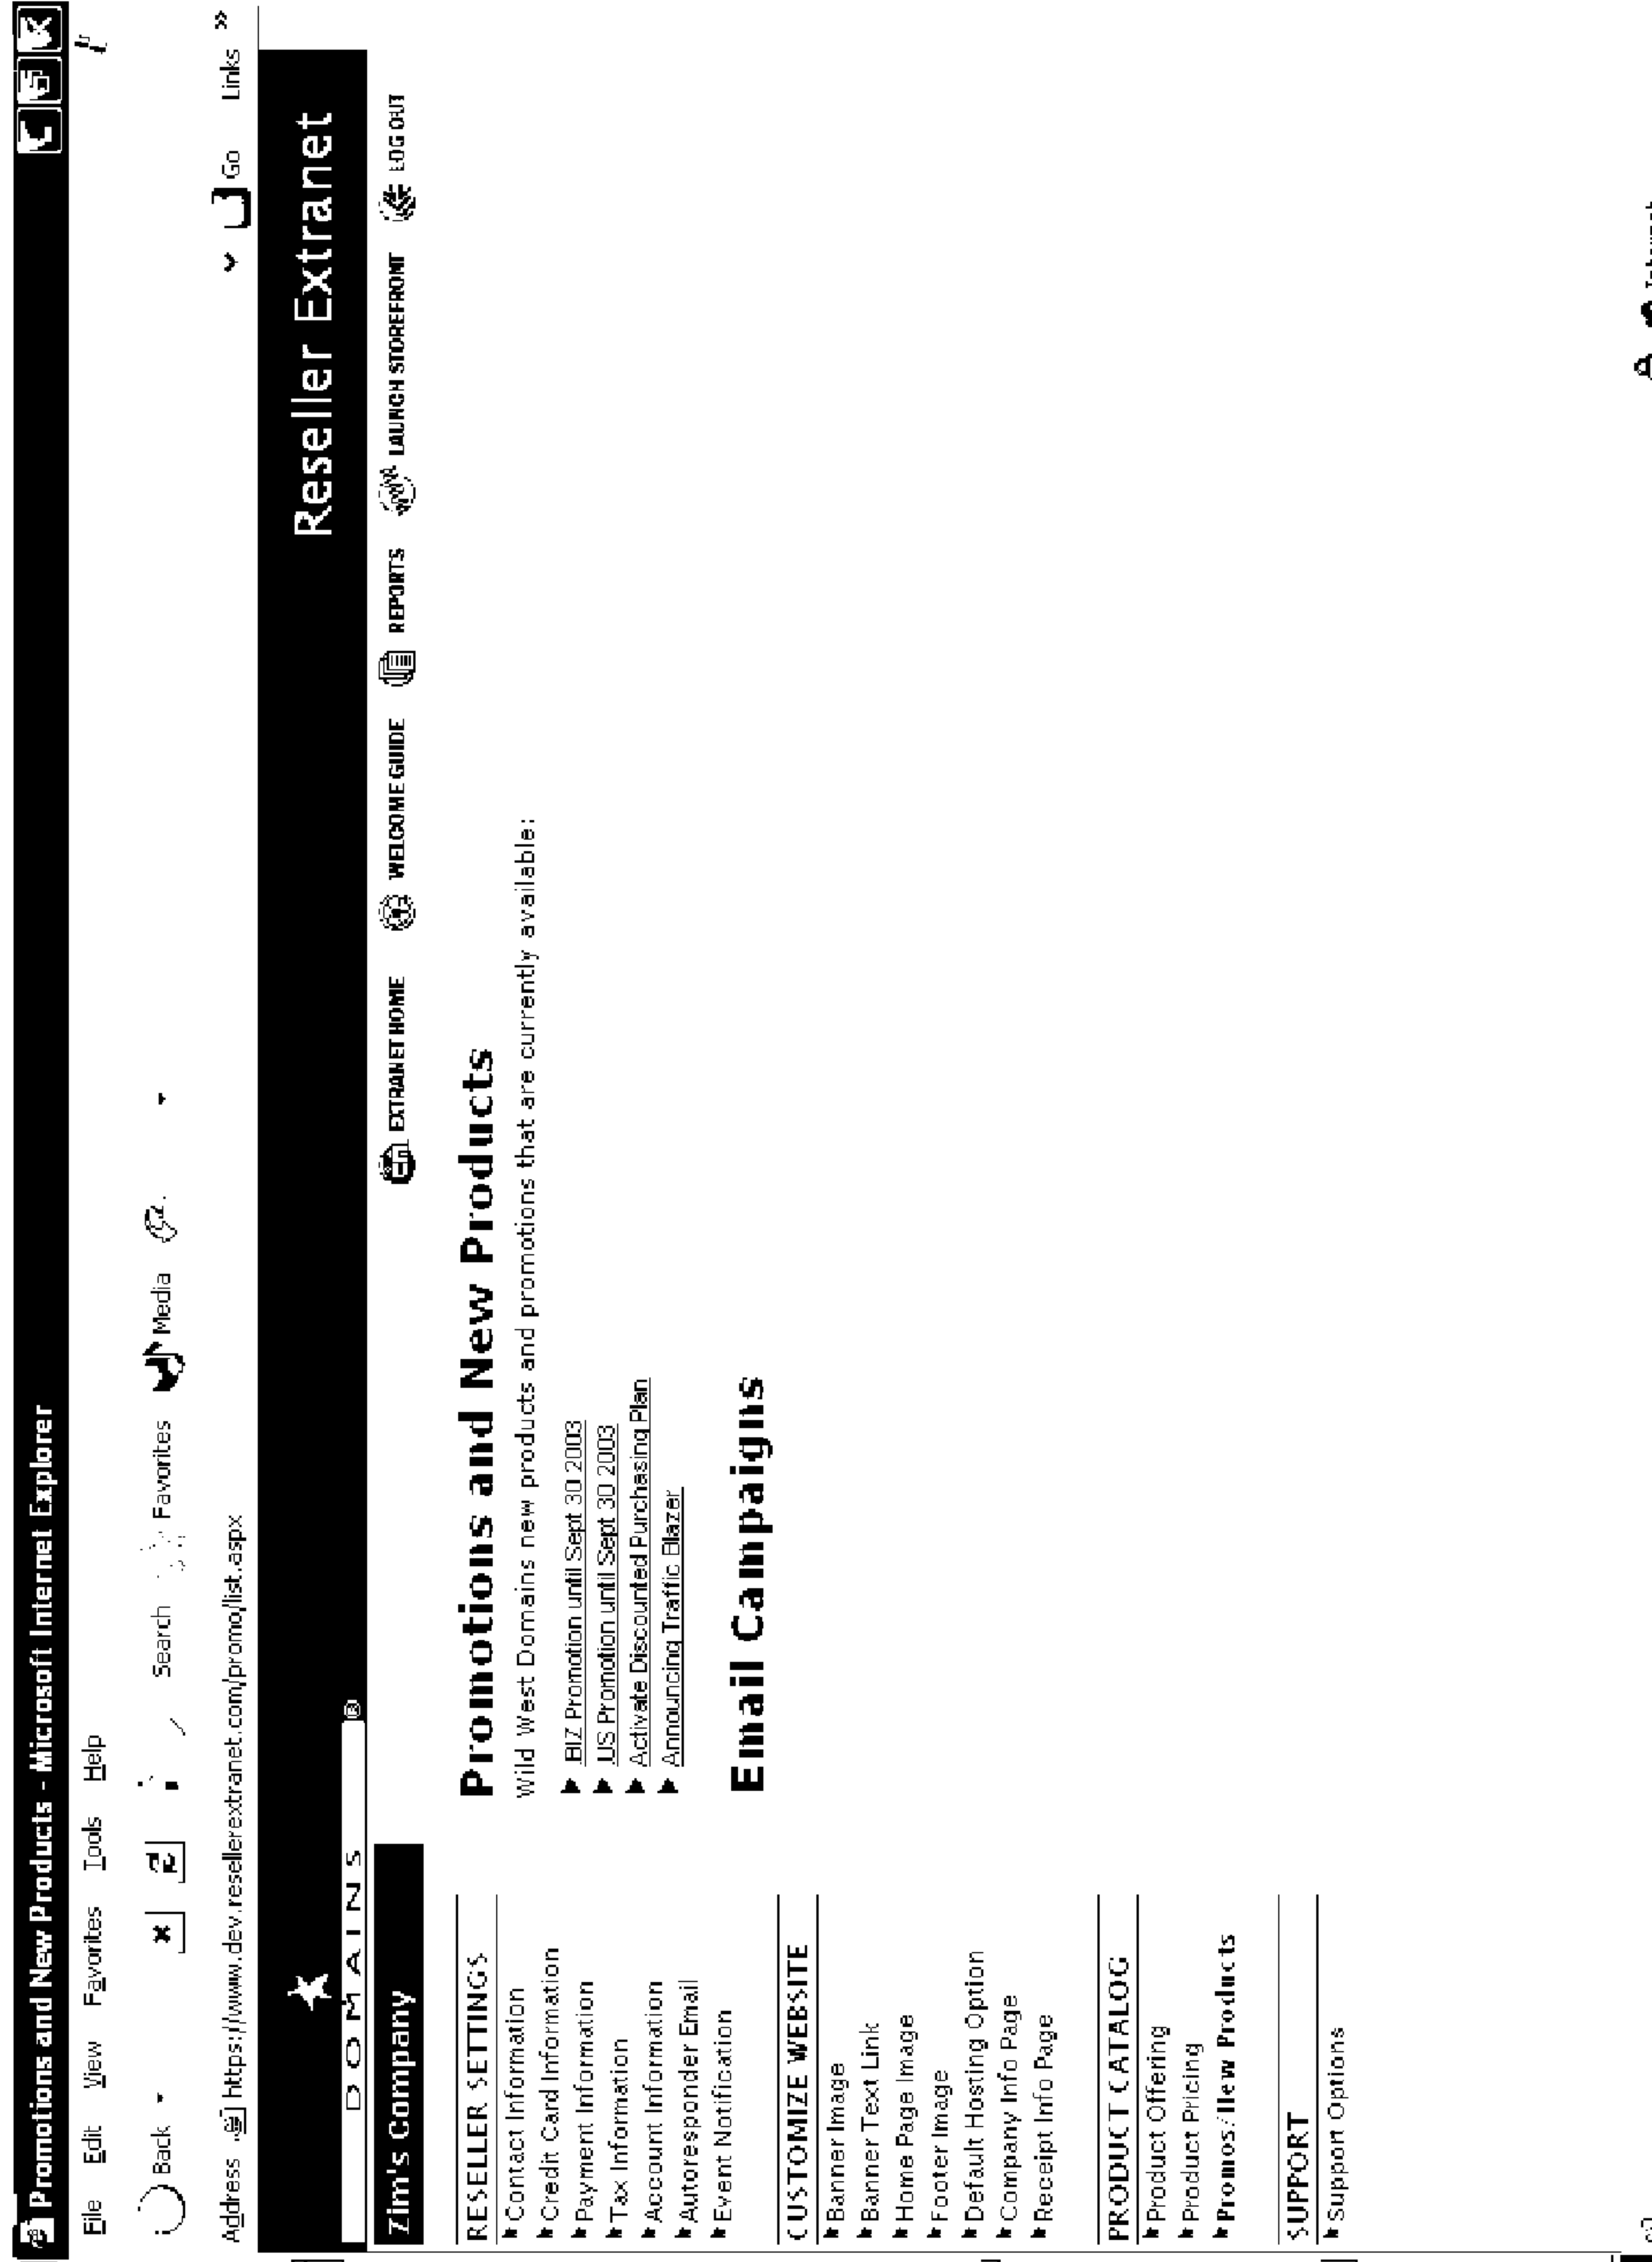 Promotions and New Products - Microsoft Internet Explorer
File Edit View Favorites Tools Help
Back Search Favorites Media
Address https://www.dev.resellerextranet.com/promo/list.aspx Go Links »
DOMAINS®
Reseller Extranet
Zim's Company
EXTRANET HOME WELCOME GUIDE REPORTS LAUNCH STOREFRONT LOG OUT
RESELLER SETTINGS
Contact Information
Credit Card Information
Payment Information
Tax Information
Account Information
Autoresponder Email
Event Notification
CUSTOMIZE WEBSITE
Banner Image
Banner Text Link
Home Page Image
Footer Image
Default Hosting Option
Company Info Page
Receipt Info Page
PRODUCT CATALOG
Product Offering
Product Pricing
Promos/New Products
SUPPORT
Support Options
Promotions and New Products
Wild West Domains new products and promotions that are currently available:
.BIZ Promotion until Sept 30 2003
.US Promotion until Sept 30 2003
Activate Discounted Purchasing Plan
Announcing Traffic Blazer
Email Campaigns